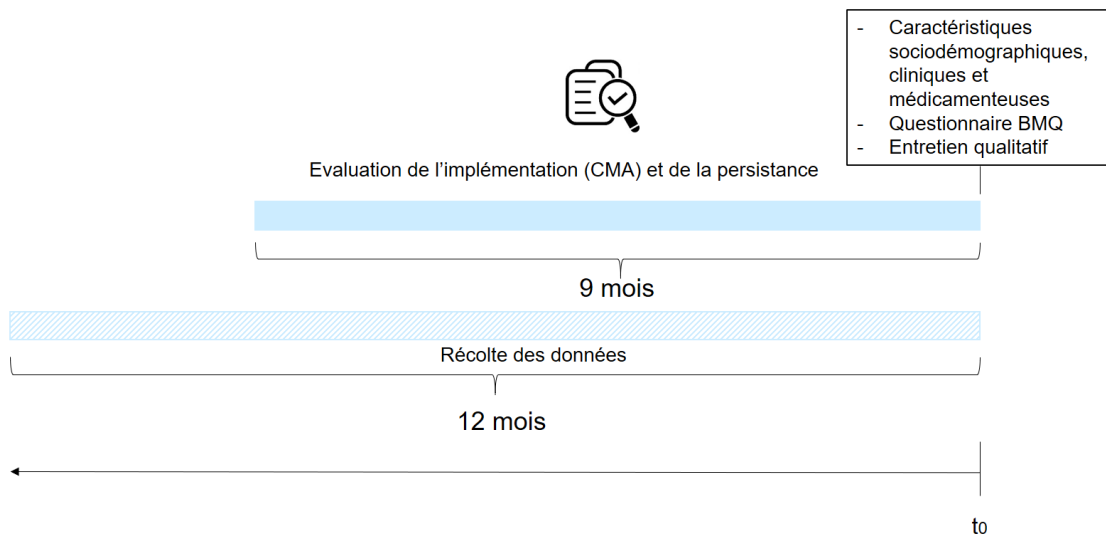 - Caractéristiques
sociodémographiques,
cliniques et
médicamenteuses
- Questionnaire BMQ
- Entretien qualitatif
Evaluation de l'implémentation (CMA) et de la persistance
9 mois
Récolte des données
12 mois
t0